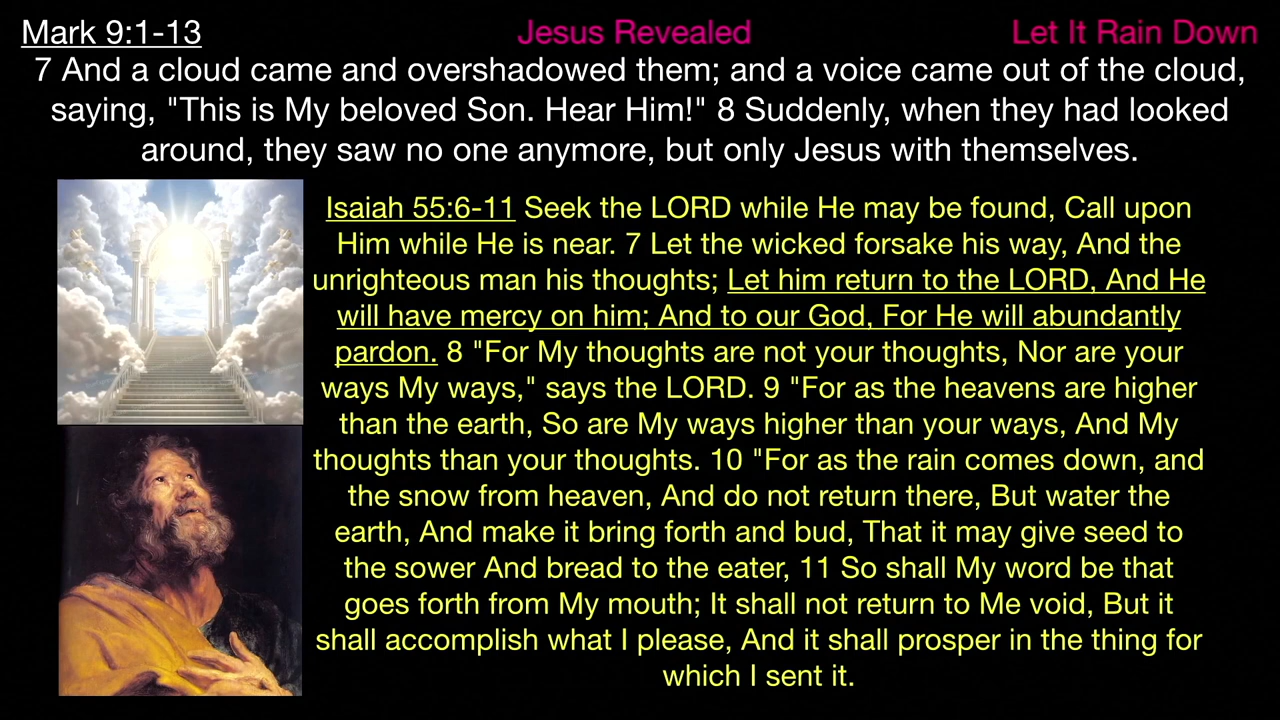 Mark 9:1-13 Jesus Revealed Let It Rain Down
7 And a cloud came and overshadowed them; and a voice came out of the cloud,
saying, "This is My beloved Son. Hear Him!" 8 Suddenly, when they had looked
around, they saw no one anymore, but only Jesus with themselves.
Isaiah 55:6-11 Seek the LORD while He may be found, Call upon
Him while He is near. 7 Let the wicked forsake his way, And the
unrighteous man his thoughts; Let him return to the LORD, And He
will have mercy on him; And to our God, For He will abundantly
pardon. 8 "For My thoughts are not your thoughts, Nor are your
ways My ways," says the LORD. 9 "For as the heavens are higher
than the earth, So are My ways higher than your ways, And My
thoughts than your thoughts. 10 "For as the rain comes down, and
the snow from heaven, And do not return there, But water the
earth, And make it bring forth and bud, That it may give seed to
the sower And bread to the eater, 11 So shall My word be that
goes forth from My mouth; It shall not return to Me void, But it
shall accomplish what I please, And it shall prosper in the thing for
which I sent it.